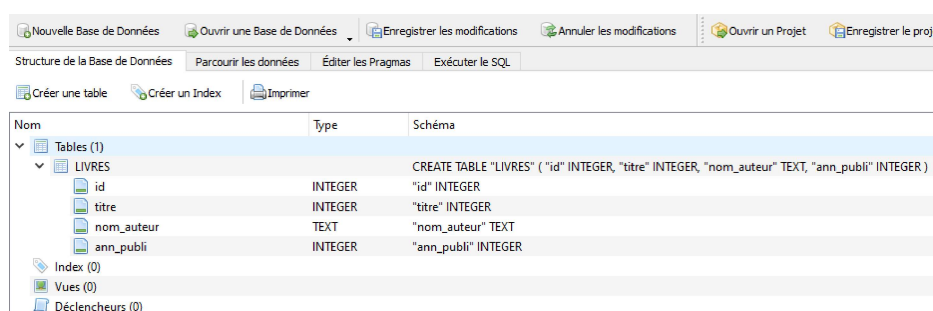 Nouvelle Base de Données Ouvrir une Base de Données Enregistrer les modifications Annuler les modifications Ouvrir un Projet Enregistrer le proj
Structure de la Base de Données Parcourir les données Éditer les Pragmas Exécuter le SQL
Créer une table Créer un Index Imprimer
Nom Type Schéma
Tables (1)
LIVRES CREATE TABLE "LIVRES" ( "id" INTEGER, "titre" INTEGER, "nom_auteur" TEXT, "ann_publi" INTEGER )
id INTEGER "id" INTEGER
titre INTEGER "titre" INTEGER
nom_auteur TEXT "nom_auteur" TEXT
ann_publi INTEGER "ann_publi" INTEGER
Index (0)
Vues (0)
Déclencheurs (0)